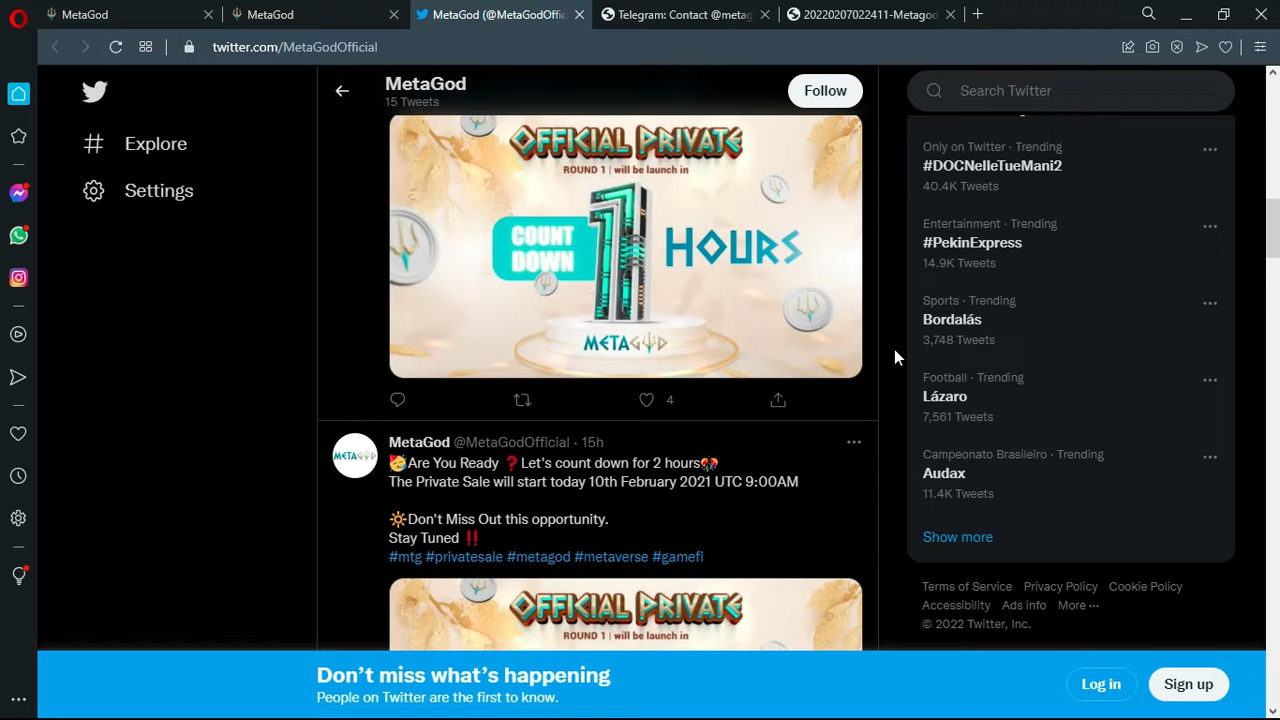 MetaGod
MetaGod
MetaGod (@MetaGodOffic
Telegram: Contact @metag
20220207022411-Metagod
twitter.com/MetaGodOfficial
Explore
Settings
MetaGod
15 Tweets
Follow
OFFICIAL PRIVATE
ROUND 1 | will be launch in
COUNT
DOWN
1
HOURS
METAGOD
4
METAGOD
MetaGod @MetaGodOfficial · 15h
🥳Are You Ready ❓Let's count down for 2 hours🎊
The Private Sale will start today 10th February 2021 UTC 9:00AM
🔆Don't Miss Out this opportunity.
Stay Tuned ‼️
#mtg #privatesale #metagod #metaverse #gamefi
OFFICIAL PRIVATE
ROUND 1 | will be launch in
Search Twitter
Only on Twitter · Trending
#DOCNelleTueMani2
40.4K Tweets
Entertainment · Trending
#PekinExpress
14.9K Tweets
Sports · Trending
Bordalás
3,748 Tweets
Football · Trending
Lázaro
7,561 Tweets
Campeonato Brasileiro · Trending
Audax
11.4K Tweets
Show more
Terms of Service Privacy Policy Cookie Policy
Accessibility Ads info More ···
© 2022 Twitter, Inc.
Don’t miss what’s happening
People on Twitter are the first to know.
Log in
Sign up